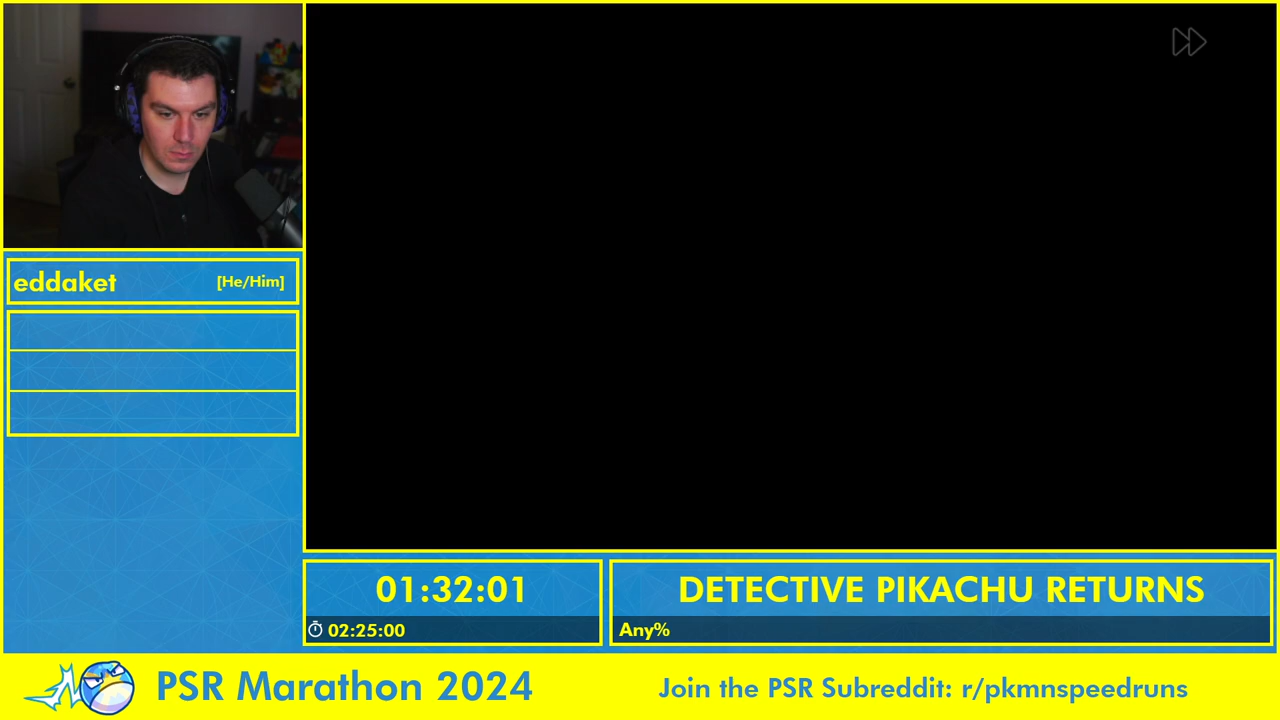 eddaket [He/Him]
01:32:01
02:25:00
DETECTIVE PIKACHU RETURNS
Any%
PSR Marathon 2024
Join the PSR Subreddit: r/pkmnspeedruns